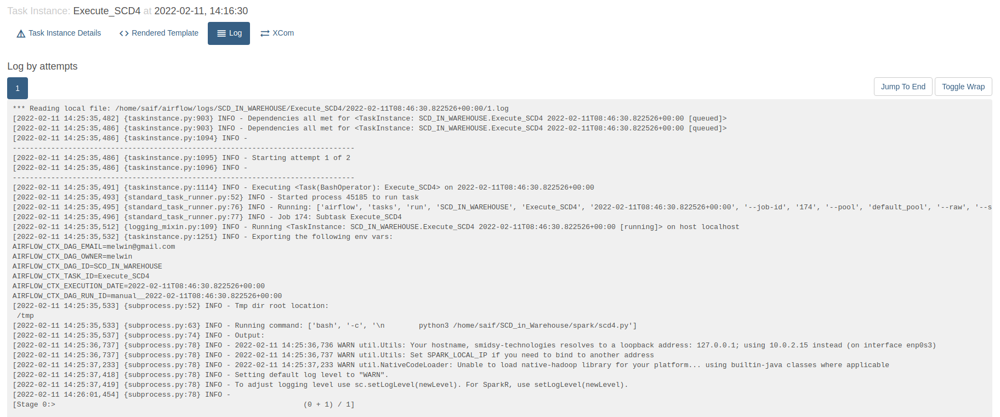 Task Instance: Execute_SCD4 at 2022-02-11, 14:16:30
Task Instance Details Rendered Template Log XCom
Log by attempts
1 Jump To End Toggle Wrap
*** Reading local file: /home/saif/airflow/logs/SCD_IN_WAREHOUSE/Execute_SCD4/2022-02-11T08:46:30.822526+00:00/1.log
[2022-02-11 14:25:35,482] {taskinstance.py:903} INFO - Dependencies all met for <TaskInstance: SCD_IN_WAREHOUSE.Execute_SCD4 2022-02-11T08:46:30.822526+00:00 [queued]>
[2022-02-11 14:25:35,486] {taskinstance.py:903} INFO - Dependencies all met for <TaskInstance: SCD_IN_WAREHOUSE.Execute_SCD4 2022-02-11T08:46:30.822526+00:00 [queued]>
[2022-02-11 14:25:35,486] {taskinstance.py:1094} INFO -
--------------------------------------------------------------------------------
[2022-02-11 14:25:35,486] {taskinstance.py:1095} INFO - Starting attempt 1 of 2
[2022-02-11 14:25:35,486] {taskinstance.py:1096} INFO -
--------------------------------------------------------------------------------
[2022-02-11 14:25:35,491] {taskinstance.py:1114} INFO - Executing <Task(BashOperator): Execute_SCD4> on 2022-02-11T08:46:30.822526+00:00
[2022-02-11 14:25:35,493] {standard_task_runner.py:52} INFO - Started process 45185 to run task
[2022-02-11 14:25:35,495] {standard_task_runner.py:76} INFO - Running: ['airflow', 'tasks', 'run', 'SCD_IN_WAREHOUSE', 'Execute_SCD4', '2022-02-11T08:46:30.822526+00:00', '--job-id', '174', '--pool', 'default_pool', '--raw', '--s
[2022-02-11 14:25:35,496] {standard_task_runner.py:77} INFO - Job 174: Subtask Execute_SCD4
[2022-02-11 14:25:35,512] {logging_mixin.py:109} INFO - Running <TaskInstance: SCD_IN_WAREHOUSE.Execute_SCD4 2022-02-11T08:46:30.822526+00:00 [running]> on host localhost
[2022-02-11 14:25:35,532] {taskinstance.py:1251} INFO - Exporting the following env vars:
AIRFLOW_CTX_DAG_EMAIL=melwin@gmail.com
AIRFLOW_CTX_DAG_OWNER=melwin
AIRFLOW_CTX_DAG_ID=SCD_IN_WAREHOUSE
AIRFLOW_CTX_TASK_ID=Execute_SCD4
AIRFLOW_CTX_EXECUTION_DATE=2022-02-11T08:46:30.822526+00:00
AIRFLOW_CTX_DAG_RUN_ID=manual__2022-02-11T08:46:30.822526+00:00
[2022-02-11 14:25:35,533] {subprocess.py:52} INFO - Tmp dir root location:
/tmp
[2022-02-11 14:25:35,533] {subprocess.py:63} INFO - Running command: ['bash', '-c', '\n        python3 /home/saif/SCD_in_Warehouse/spark/scd4.py']
[2022-02-11 14:25:35,537] {subprocess.py:74} INFO - Output:
[2022-02-11 14:25:36,737] {subprocess.py:78} INFO - 2022-02-11 14:25:36,736 WARN util.Utils: Your hostname, smidsy-technologies resolves to a loopback address: 127.0.0.1; using 10.0.2.15 instead (on interface enp0s3)
[2022-02-11 14:25:36,737] {subprocess.py:78} INFO - 2022-02-11 14:25:36,737 WARN util.Utils: Set SPARK_LOCAL_IP if you need to bind to another address
[2022-02-11 14:25:37,233] {subprocess.py:78} INFO - 2022-02-11 14:25:37,233 WARN util.NativeCodeLoader: Unable to load native-hadoop library for your platform... using builtin-java classes where applicable
[2022-02-11 14:25:37,418] {subprocess.py:78} INFO - Setting default log level to "WARN".
[2022-02-11 14:25:37,419] {subprocess.py:78} INFO - To adjust logging level use sc.setLogLevel(newLevel). For SparkR, use setLogLevel(newLevel).
[2022-02-11 14:26:01,454] {subprocess.py:78} INFO -
[Stage 0:>                                                          (0 + 1) / 1]